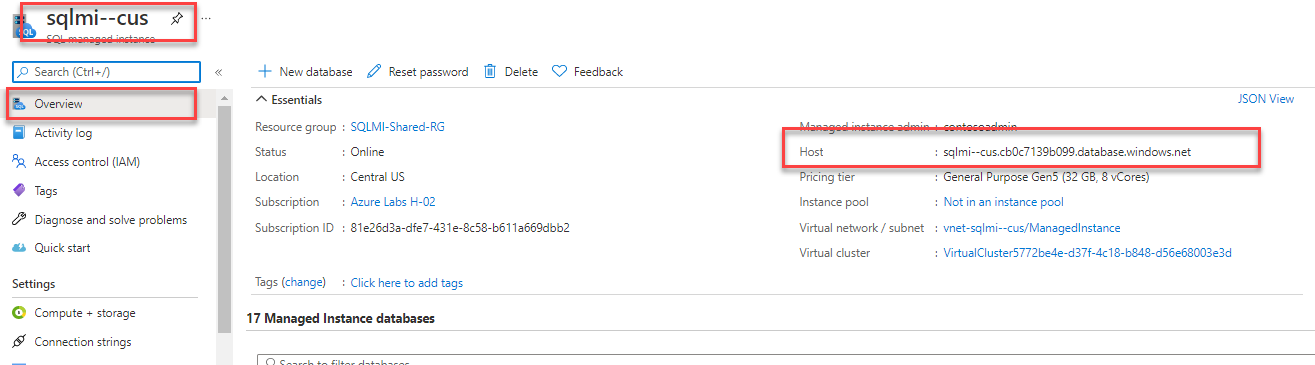 sqlmi--cus
SQL managed instance
Search (Ctrl+/)
Overview
Activity log
Access control (IAM)
Tags
Diagnose and solve problems
Quick start
Settings
Compute + storage
Connection strings
New database Reset password Delete Feedback
Essentials JSON View
Resource group : SQLMI-Shared-RG
Status : Online
Location : Central US
Subscription : Azure Labs H-02
Subscription ID : 81e26d3a-dfe7-431e-8c58-b611a669dbb2
Tags (change) : Click here to add tags
Managed instance admin : contosoadmin
Host : sqlmi--cus.cb0c7139b099.database.windows.net
Pricing tier : General Purpose Gen5 (32 GB, 8 vCores)
Instance pool : Not in an instance pool
Virtual network / subnet : vnet-sqlmi--cus/ManagedInstance
Virtual cluster : VirtualCluster5772be4e-d37f-4c18-b848-d56e68003e3d
17 Managed Instance databases
Search to filter databases